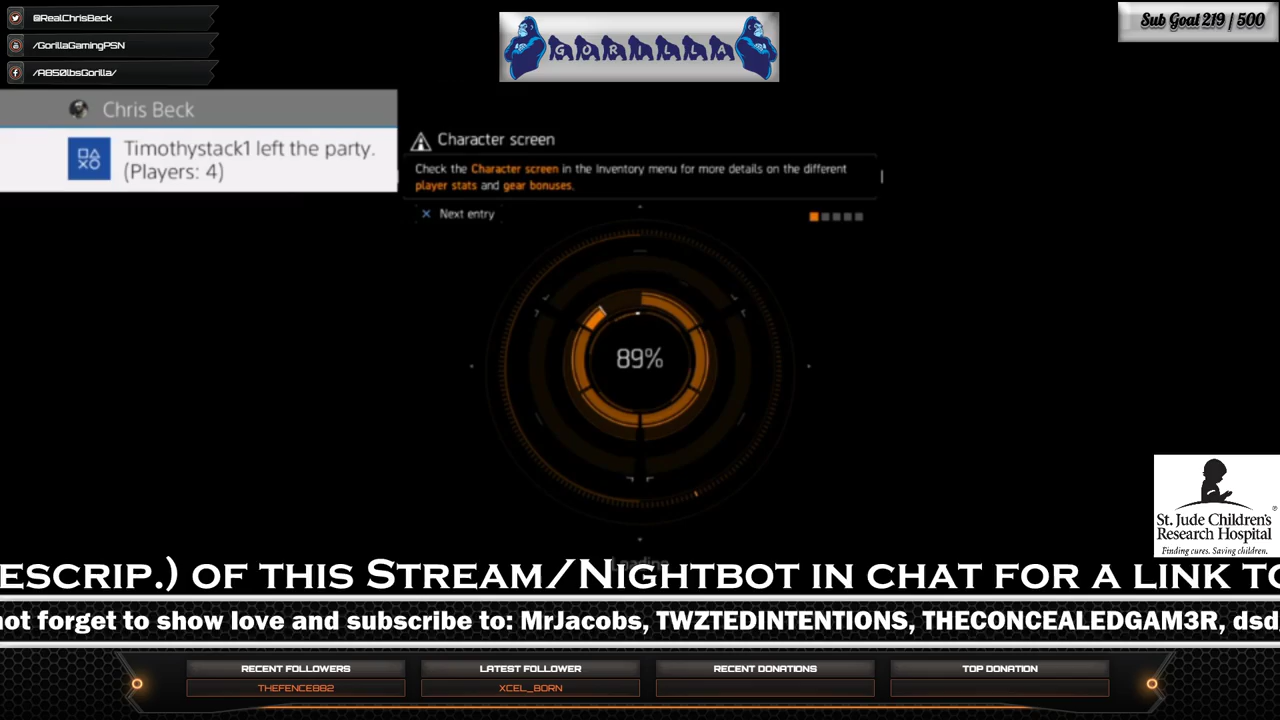 @RealChrisBeck
/GorillaGamingPSN
/A850lbsGorilla/
GORILLA
Sub Goal 219 / 500
Chris Beck
Timothystack1 left the party.
(Players: 4)
Character screen
Check the Character screen in the Inventory menu for more details on the different
player stats and gear bonuses.
Next entry
89%
Loading
St. Jude Children's
Research Hospital
Finding cures. Saving children.
ESCRIP.) OF THIS STREAM/NIGHTBOT IN CHAT FOR A LINK TO
not forget to show love and subscribe to: MrJacobs, TWZTEDINTENTIONS, THECONCEALEDGAM3R, dsd
RECENT FOLLOWERS
LATEST FOLLOWER
RECENT DONATIONS
TOP DONATION
THEFENCE882
XCEL_BORN